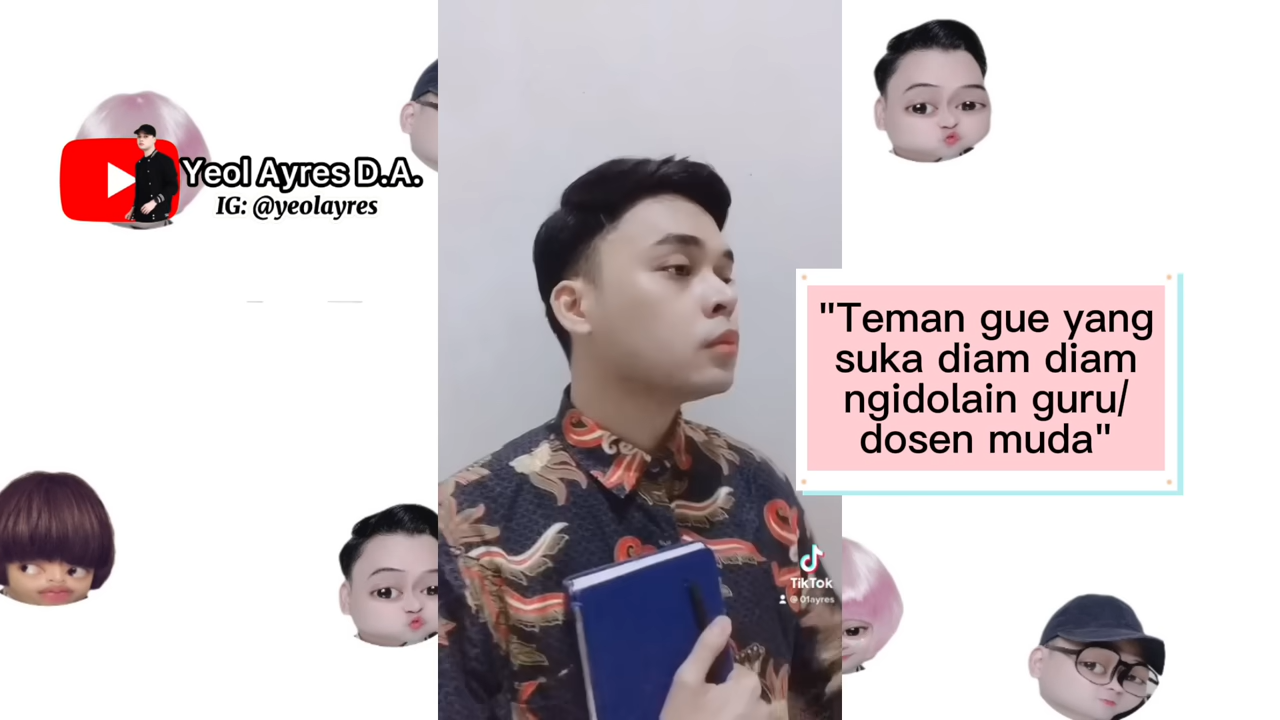 Yeol Ayres D.A.
IG: @yeolayres
"Teman gue yang
suka diam diam
ngidolain guru/
dosen muda"
TikTok
@01ayres